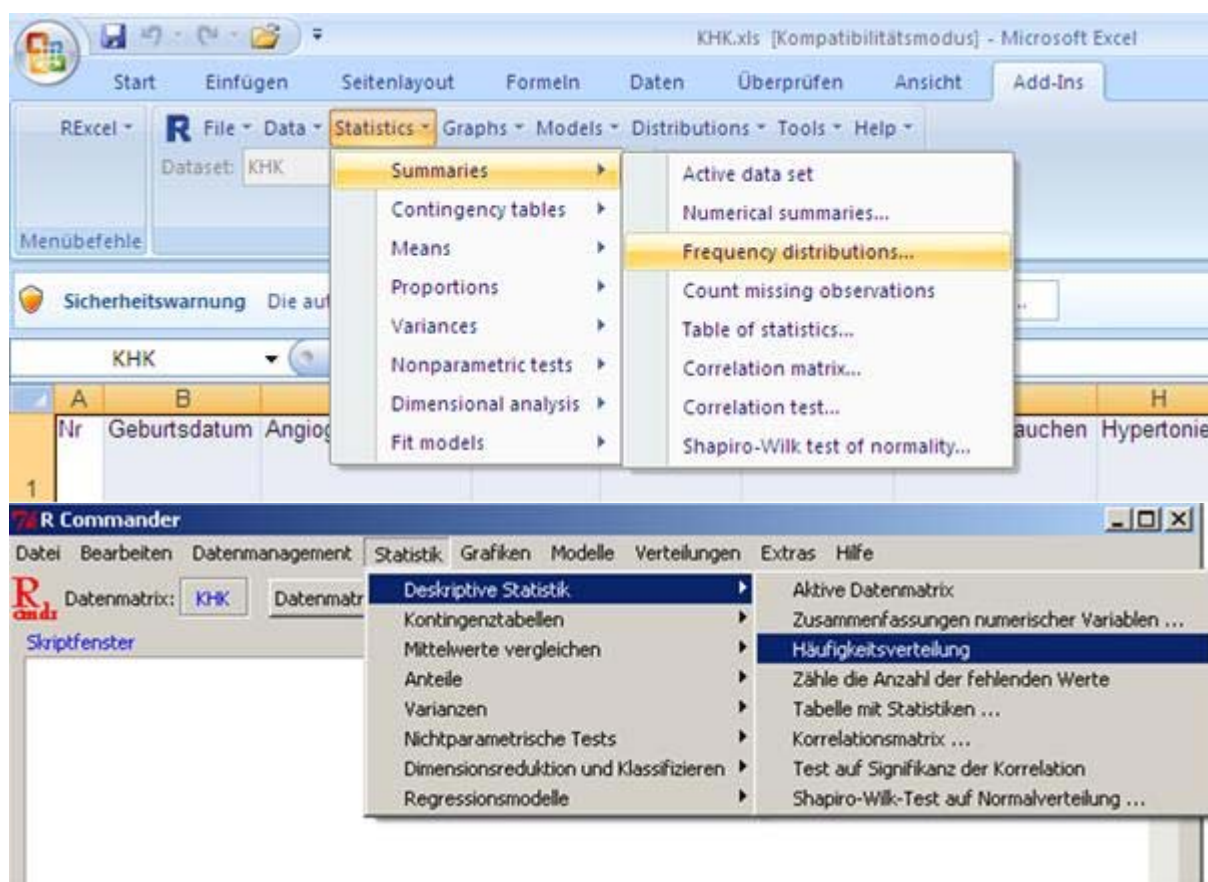 KHK.xls [Kompatibilitätsmodus] - Microsoft Excel
Start Einfügen Seitenlayout Formeln Daten Überprüfen Ansicht Add-Ins
RExcel R File Data Statistics Graphs Models Distributions Tools Help
Dataset: KHK
Menübefehle
Summaries
Contingency tables
Means
Proportions
Variances
Nonparametric tests
Dimensional analysis
Fit models
Active data set
Numerical summaries...
Frequency distributions...
Count missing observations
Table of statistics...
Correlation matrix...
Correlation test...
Shapiro-Wilk test of normality...
Sicherheitswarnung Die aut
KHK
A B H
Nr Geburtsdatum Angiog auchen Hypertonie
1
R Commander
Datei Bearbeiten Datenmanagement Statistik Grafiken Modelle Verteilungen Extras Hilfe
R cmdr Datenmatrix: KHK Datenmatr
Skriptfenster
Deskriptive Statistik
Kontingenztabellen
Mittelwerte vergleichen
Anteile
Varianzen
Nichtparametrische Tests
Dimensionsreduktion und Klassifizieren
Regressionsmodelle
Aktive Datenmatrix
Zusammenfassungen numerischer Variablen ...
Häufigkeitsverteilung
Zähle die Anzahl der fehlenden Werte
Tabelle mit Statistiken ...
Korrelationsmatrix ...
Test auf Signifikanz der Korrelation
Shapiro-Wilk-Test auf Normalverteilung ...